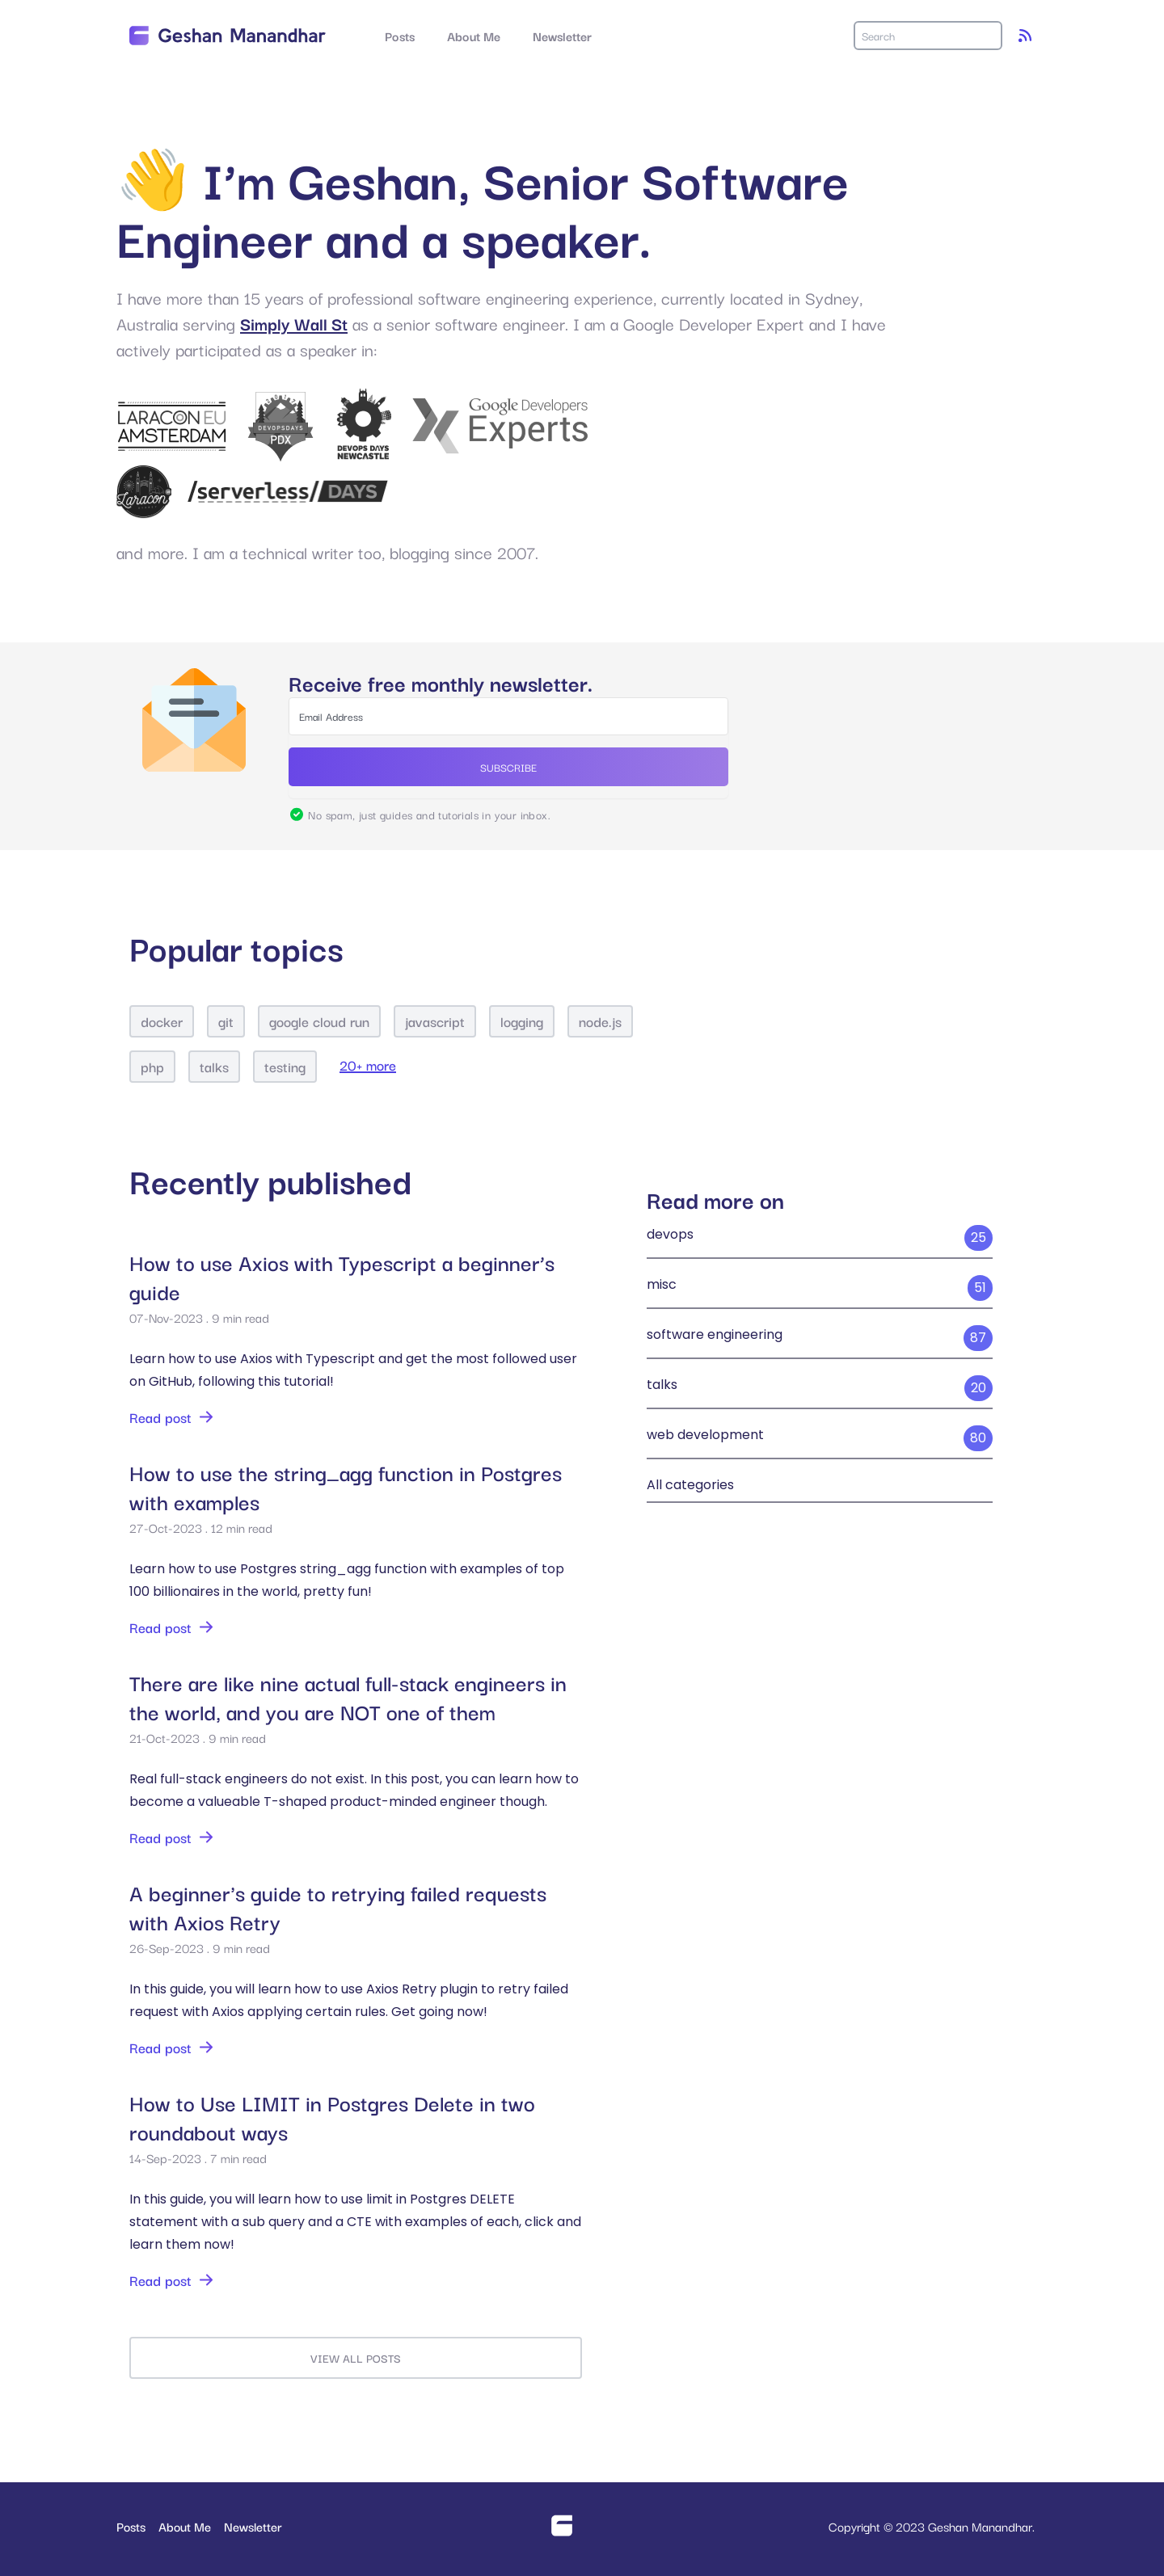 Geshan Manandhar
Posts
About Me
Newsletter
Search
I’m Geshan, Senior Software
Engineer and a speaker.
I have more than 15 years of professional software engineering experience, currently located in Sydney,
Australia serving Simply Wall St as a senior software engineer. I am a Google Developer Expert and I have
actively participated as a speaker in:
LARACON EU
AMSTERDAM
DEVOPSDAYS
PDX
DEVOPS DAYS
NEWCASTLE
Google Developers
Experts
Laracon
/serverless/DAYS
and more. I am a technical writer too, blogging since 2007.
Receive free monthly newsletter.
Email Address
SUBSCRIBE
No spam, just guides and tutorials in your inbox.
Popular topics
docker
git
google cloud run
javascript
logging
node.js
php
talks
testing
20+ more
Recently published
How to use Axios with Typescript a beginner’s
guide
07-Nov-2023 . 9 min read
Learn how to use Axios with Typescript and get the most followed user
on GitHub, following this tutorial!
Read post
How to use the string_agg function in Postgres
with examples
27-Oct-2023 . 12 min read
Learn how to use Postgres string_agg function with examples of top
100 billionaires in the world, pretty fun!
Read post
There are like nine actual full-stack engineers in
the world, and you are NOT one of them
21-Oct-2023 . 9 min read
Real full-stack engineers do not exist. In this post, you can learn how to
become a valueable T-shaped product-minded engineer though.
Read post
A beginner’s guide to retrying failed requests
with Axios Retry
26-Sep-2023 . 9 min read
In this guide, you will learn how to use Axios Retry plugin to retry failed
request with Axios applying certain rules. Get going now!
Read post
How to Use LIMIT in Postgres Delete in two
roundabout ways
14-Sep-2023 . 7 min read
In this guide, you will learn how to use limit in Postgres DELETE
statement with a sub query and a CTE with examples of each, click and
learn them now!
Read post
VIEW ALL POSTS
Read more on
devops 25
misc 51
software engineering 87
talks 20
web development 80
All categories
Posts
About Me
Newsletter
Copyright © 2023 Geshan Manandhar.